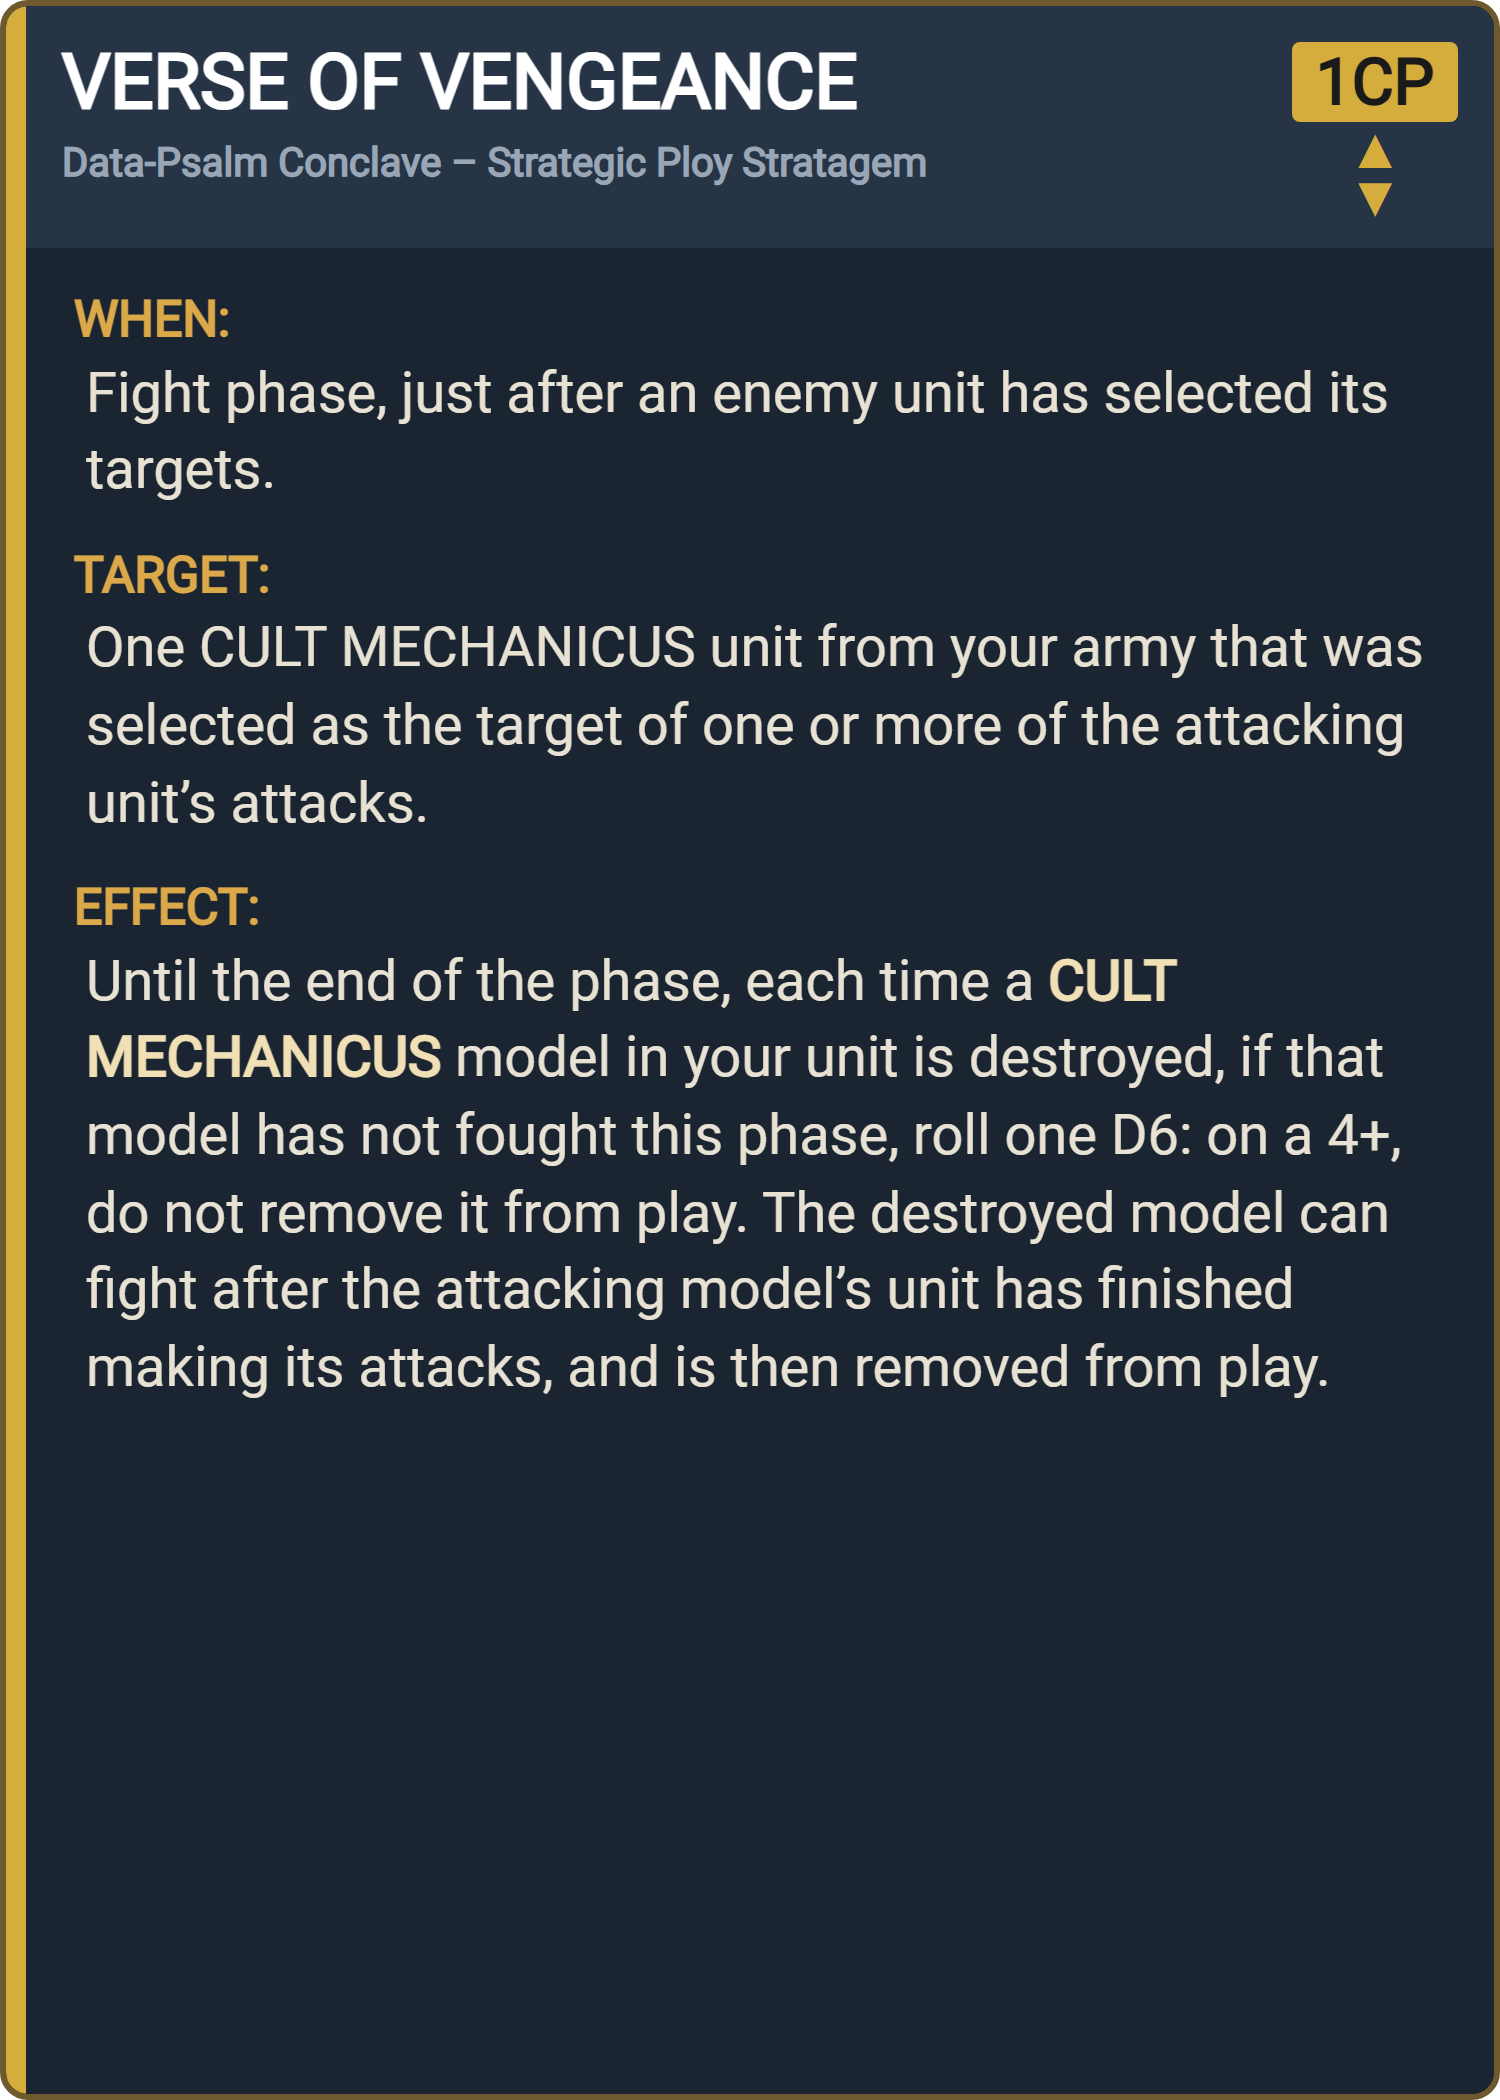 VERSE OF VENGEANCE
1CP
Data-Psalm Conclave – Strategic Ploy Stratagem
WHEN:
Fight phase, just after an enemy unit has selected its
targets.
TARGET:
One CULT MECHANICUS unit from your army that was
selected as the target of one or more of the attacking
unit’s attacks.
EFFECT:
Until the end of the phase, each time a CULT
MECHANICUS model in your unit is destroyed, if that
model has not fought this phase, roll one D6: on a 4+,
do not remove it from play. The destroyed model can
fight after the attacking model’s unit has finished
making its attacks, and is then removed from play.